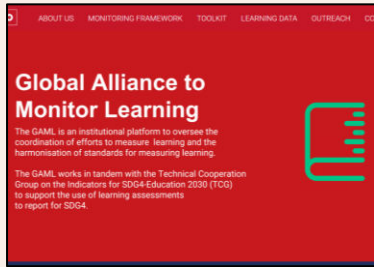 ABOUT US MONITORING FRAMEWORK TOOLKIT LEARNING DATA OUTREACH
Global Alliance to
Monitor Learning
The GAML is an institutional platform to oversee the
coordination of efforts to measure learning and the
harmonisation of standards for measuring learning.
The GAML works in tandem with the Technical Cooperation
Group on the Indicators for SDG4-Education 2030 (TCG)
to support the use of learning assessments
to report for SDG4.